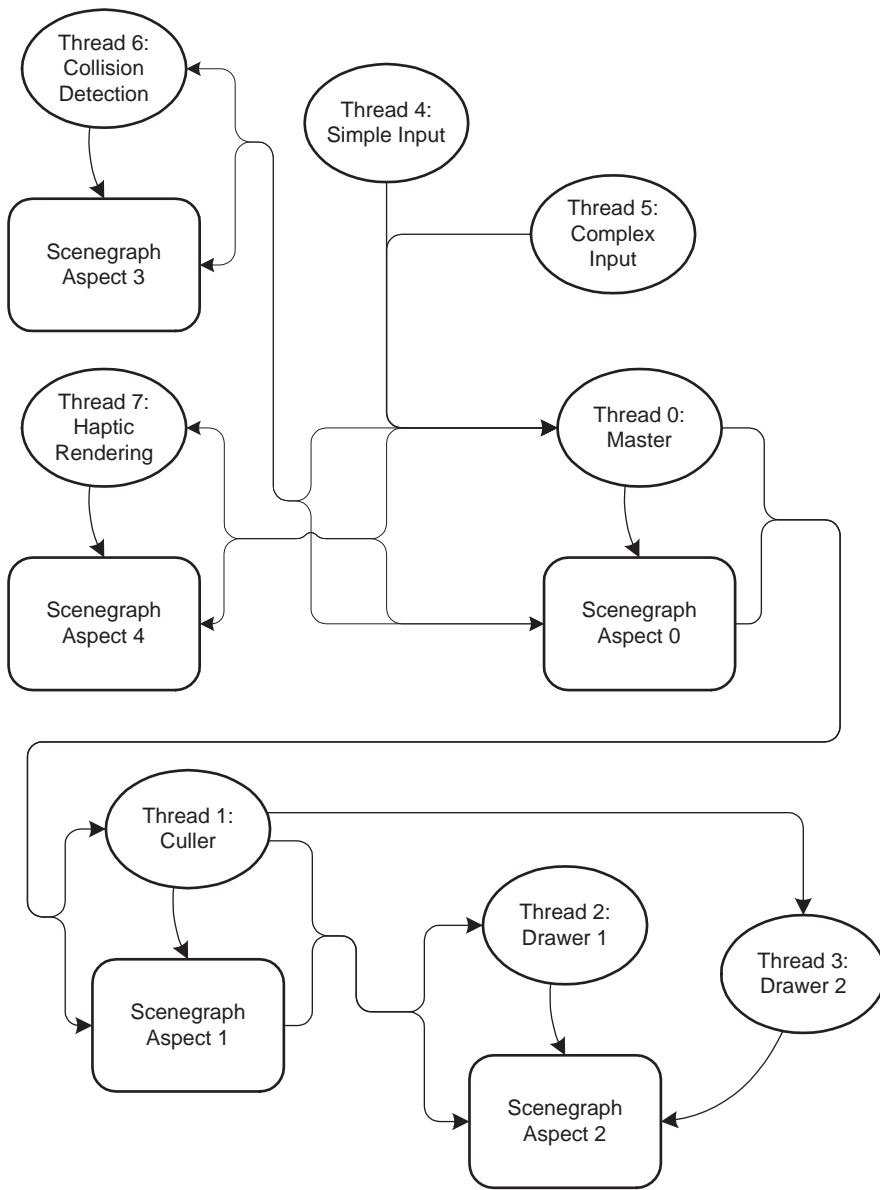 Thread 6:
Collision
Detection
Thread 4:
Simple Input
Thread 5:
Complex
Input
Scenegraph
Aspect 3
Thread 7:
Haptic
Rendering
Thread 0:
Master
Scenegraph
Aspect 4
Scenegraph
Aspect 0
Thread 1:
Culler
Thread 2:
Drawer 1
Thread 3:
Drawer 2
Scenegraph
Aspect 1
Scenegraph
Aspect 2